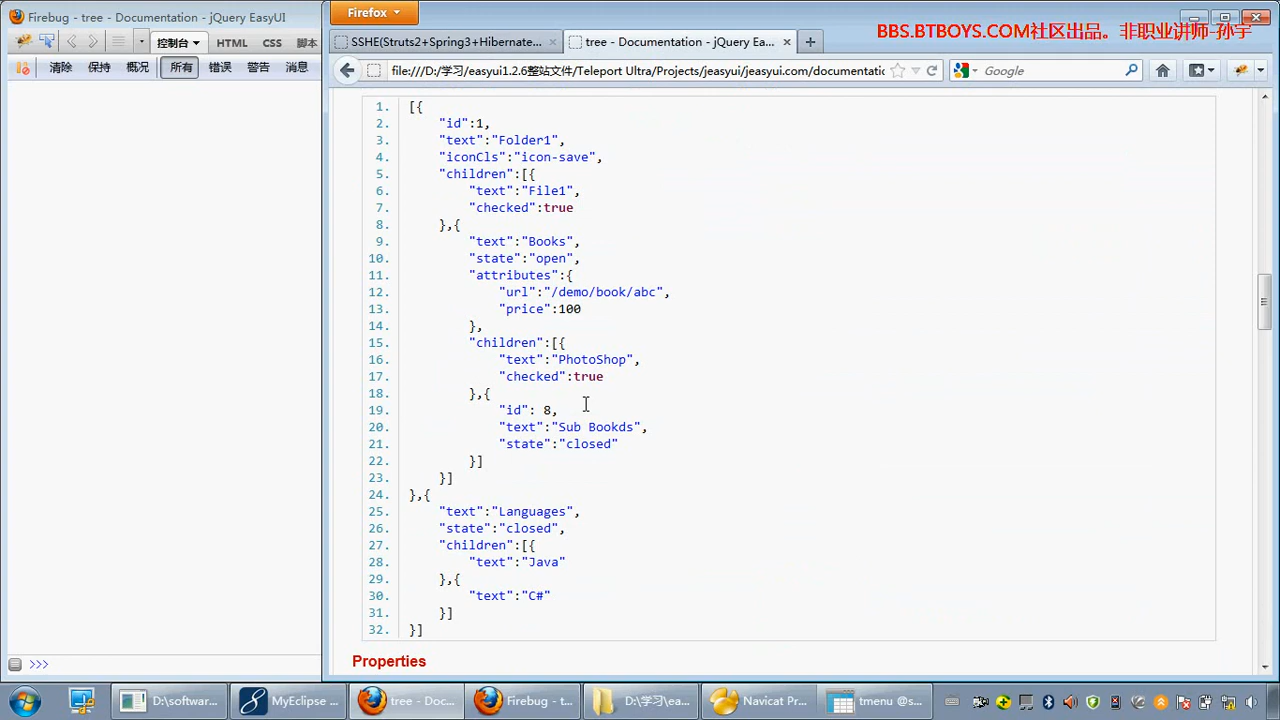 Firebug - tree - Documentation - jQuery EasyUI
控制台 HTML CSS 脚本
清除 保持 概况 所有 错误 警告 消息
>>>
Firefox
BBS.BTBOYS.COM社区出品。非职业讲师-孙宇
SSHE(Struts2+Spring3+Hibernate... × tree - Documentation - jQuery Ea... × +
file:///D:/学习/easyui1.2.6整站文件/Teleport Ultra/Projects/jeasyui/jeasyui.com/documentatic Google
1. [{
2. "id":1,
3. "text":"Folder1",
4. "iconCls":"icon-save",
5. "children":[{
6. "text":"File1",
7. "checked":true
8. },{
9. "text":"Books",
10. "state":"open",
11. "attributes":{
12. "url":"/demo/book/abc",
13. "price":100
14. },
15. "children":[{
16. "text":"PhotoShop",
17. "checked":true
18. },{
19. "id": 8,
20. "text":"Sub Bookds",
21. "state":"closed"
22. }]
23. }]
24. },{
25. "text":"Languages",
26. "state":"closed",
27. "children":[{
28. "text":"Java"
29. },{
30. "text":"C#"
31. }]
32. }]
Properties
D:\software... MyEclipse ... tree - Doc... Firebug - t... D:\学习\ea... Navicat Pr... tmenu @s...